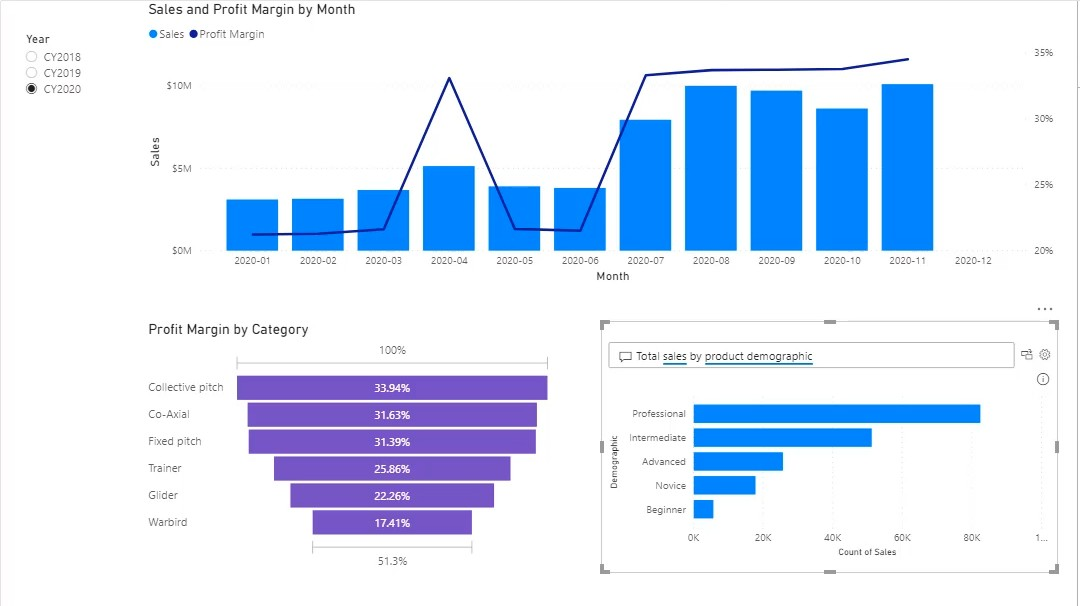 Sales and Profit Margin by Month
Year
CY2018
CY2019
CY2020
Sales Profit Margin
Sales
$10M
$5M
$0M
35%
30%
25%
20%
2020-01 2020-02 2020-03 2020-04 2020-05 2020-06 2020-07 2020-08 2020-09 2020-10 2020-11 2020-12
Month
Profit Margin by Category
100%
Collective pitch 33.94%
Co-Axial 31.63%
Fixed pitch 31.39%
Trainer 25.86%
Glider 22.26%
Warbird 17.41%
51.3%
Total sales by product demographic
Demographic
Professional
Intermediate
Advanced
Novice
Beginner
0K 20K 40K 60K 80K 1...
Count of Sales